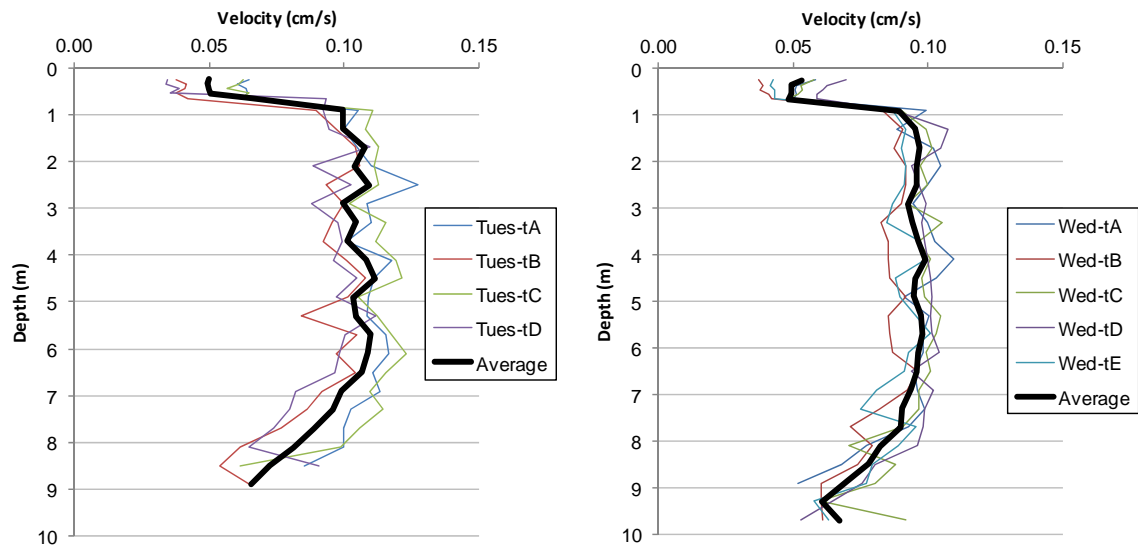 Velocity (cm/s)
0.00 0.05 0.10 0.15
0
1
2
3
4
5
6
7
8
9
10
Depth (m)
Tues-tA
Tues-tB
Tues-tC
Tues-tD
Average
Velocity (cm/s)
0.00 0.05 0.10 0.15
0
1
2
3
4
5
6
7
8
9
10
Depth (m)
Wed-tA
Wed-tB
Wed-tC
Wed-tD
Wed-tE
Average